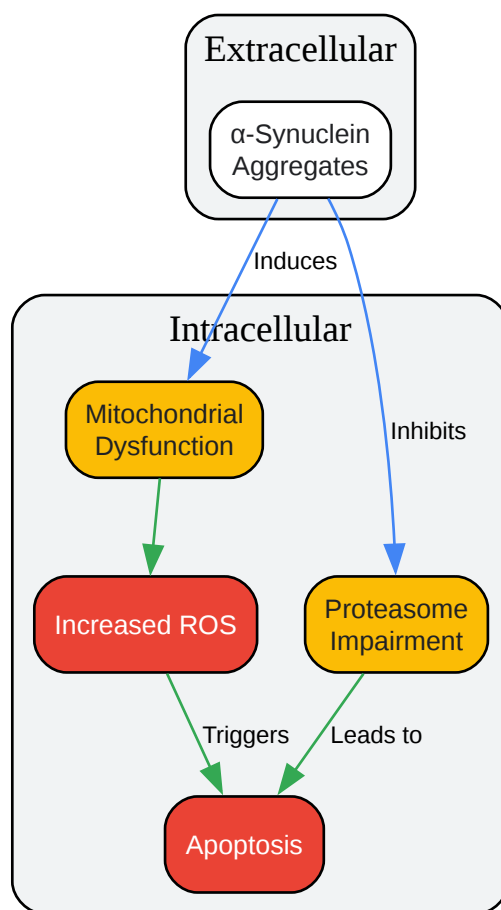 Extracellular
α-Synuclein
Aggregates
Induces
Intracellular
Mitochondrial
Dysfunction
Inhibits
Increased ROS
Proteasome
Impairment
Triggers
Leads to
Apoptosis